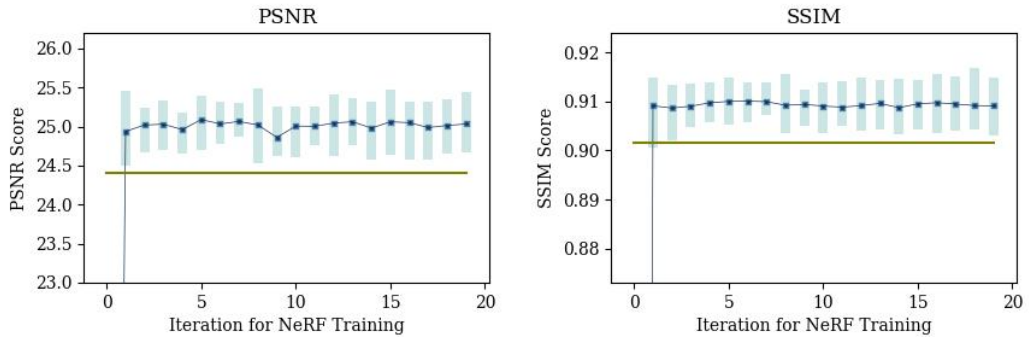 PSNR
26.0
25.5
25.0
24.5
24.0
23.5
23.0
PSNR Score
0 5 10 15 20
Iteration for NeRF Training
SSIM
0.92
0.91
0.90
0.89
0.88
SSIM Score
0 5 10 15 20
Iteration for NeRF Training